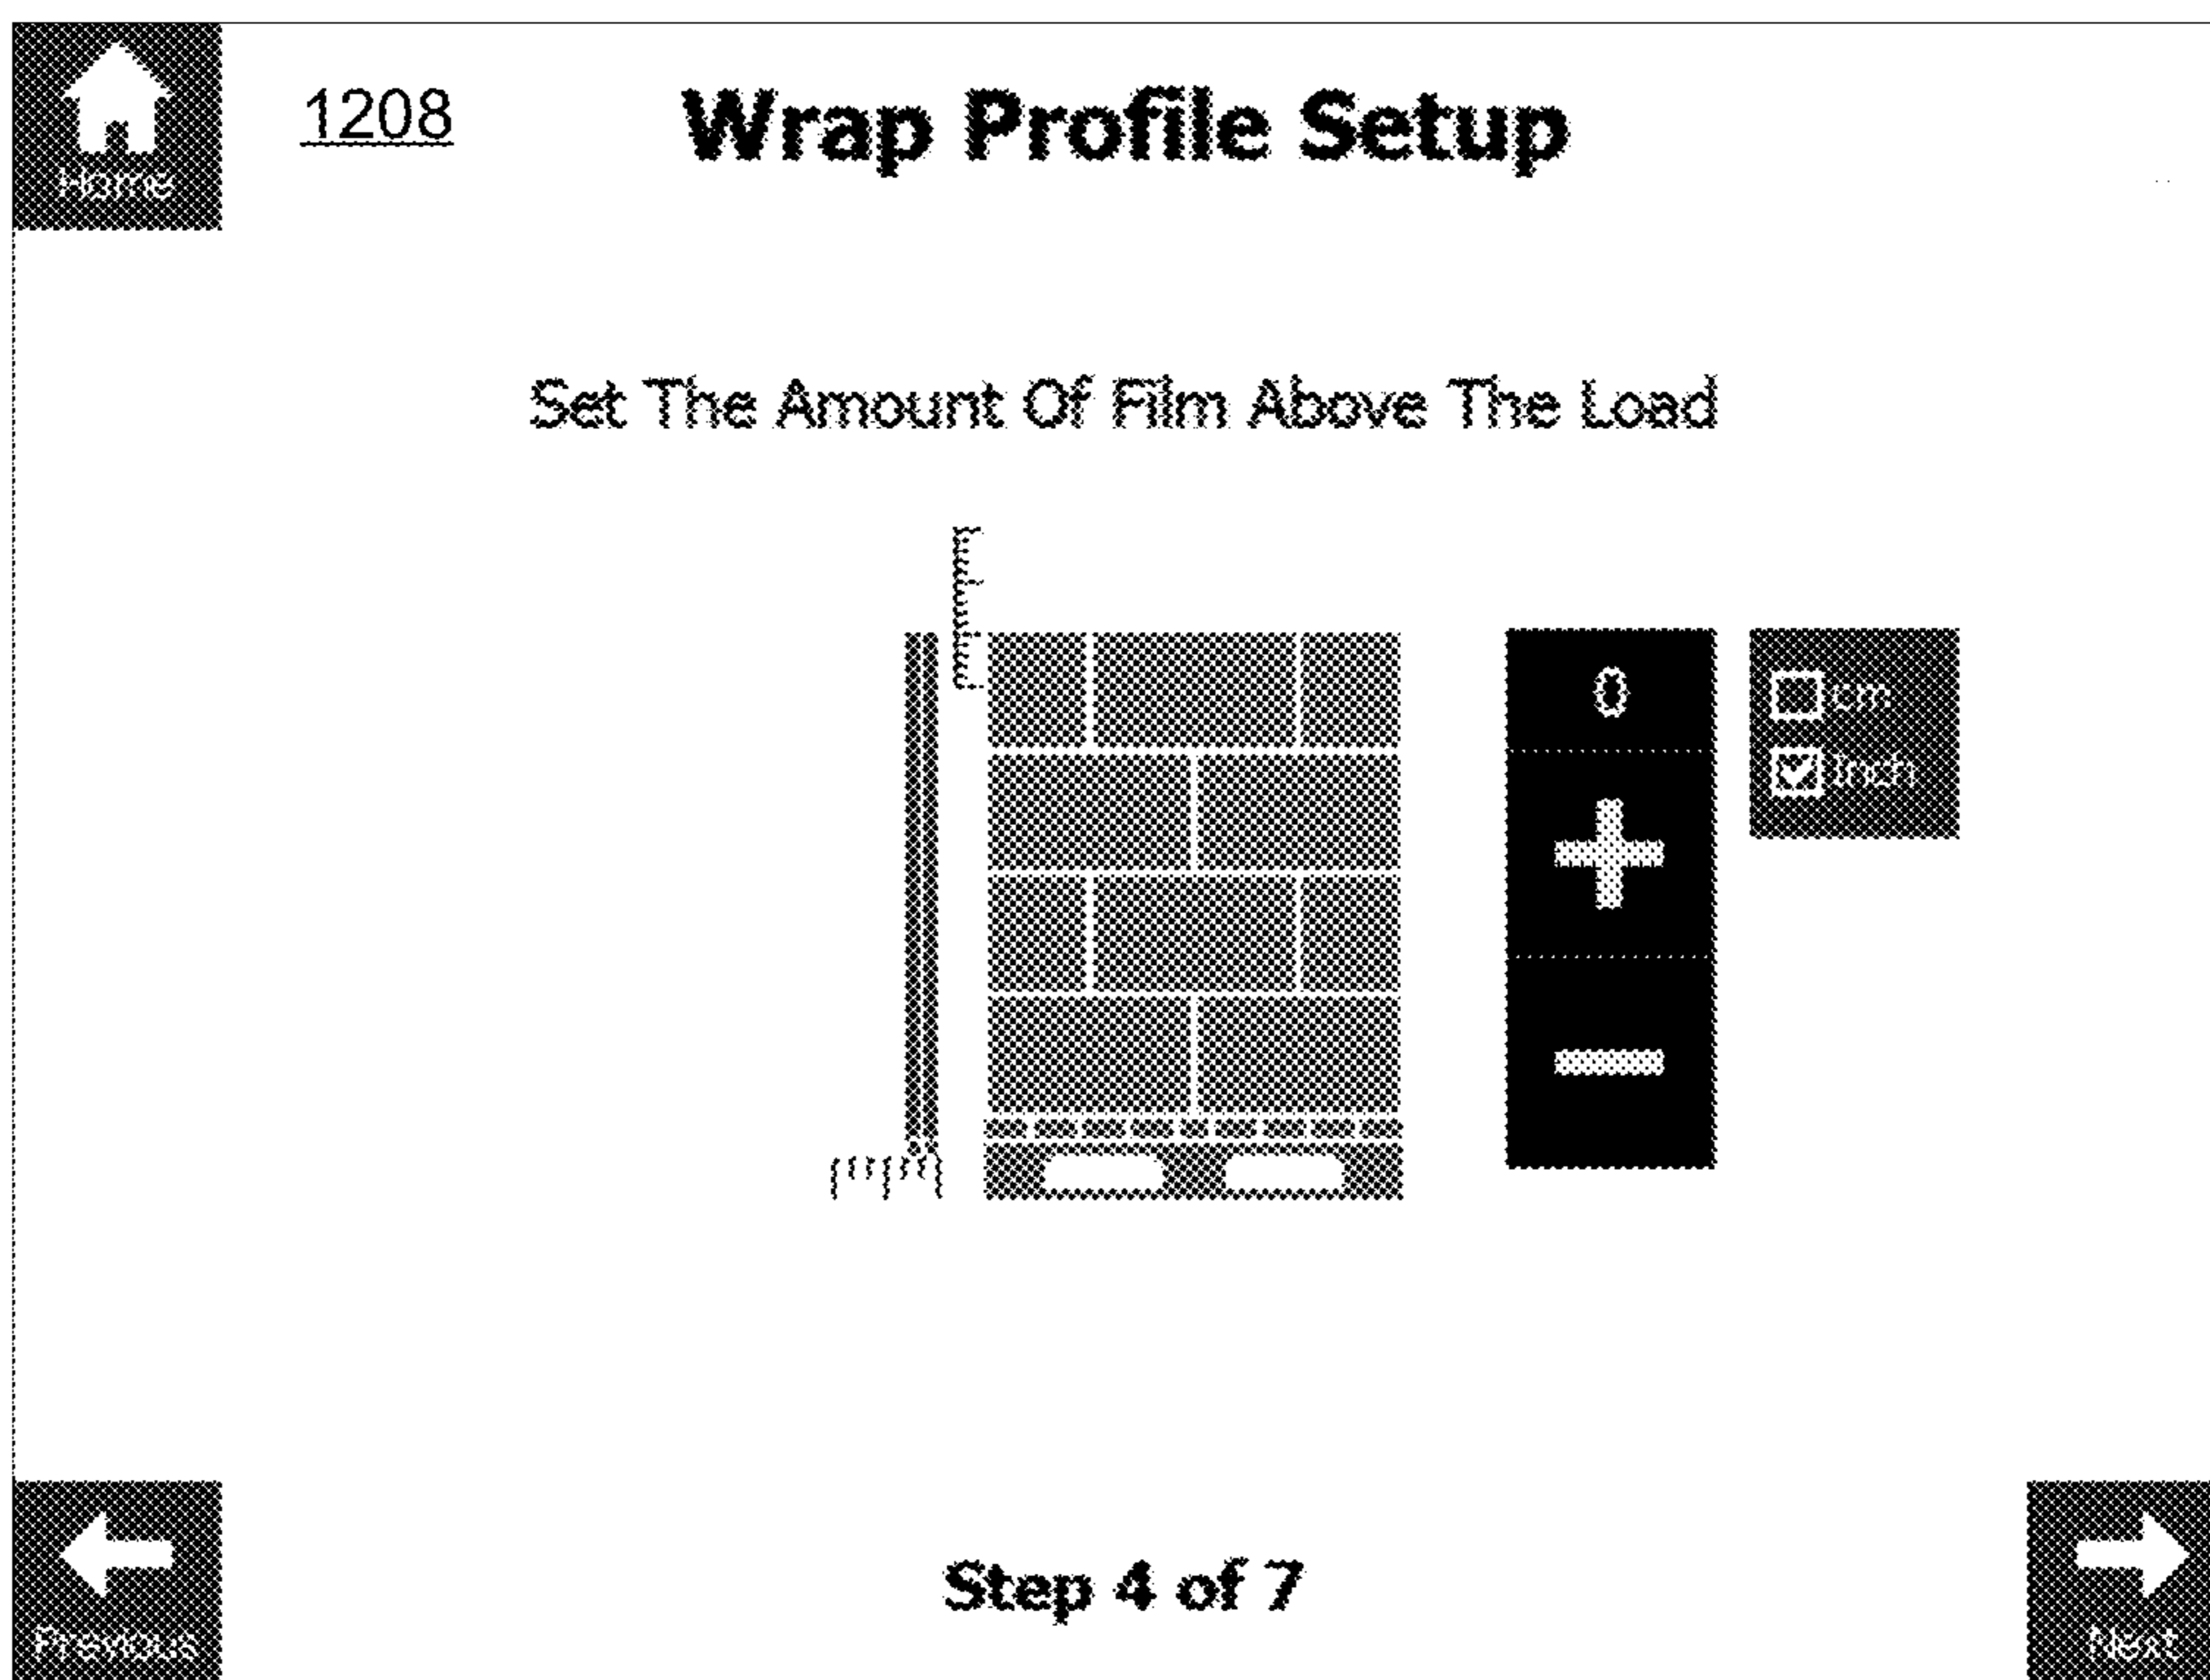 1208
Wrap Profile Setup
Home
Set The Amount Of Film Above The Load
0
cm
Inch
Step 4 of 7
Previous
Next